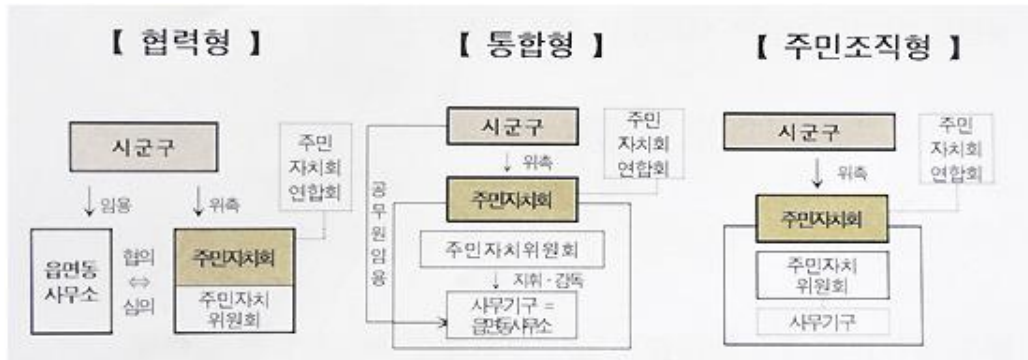 【 협력형 】
시군구
주민
자치회
연합회
임용
위촉
읍면동
사무소
협의
⇔
심의
주민자치회
주민자치
위원회
【 통합형 】
시군구
주민
자치회
연합회
위촉
공무원임용
주민자치회
주민자치위원회
지휘·감독
사무기구 =
읍면동사무소
【 주민조직형 】
시군구
주민
자치회
연합회
위촉
주민자치회
주민자치
위원회
사무기구